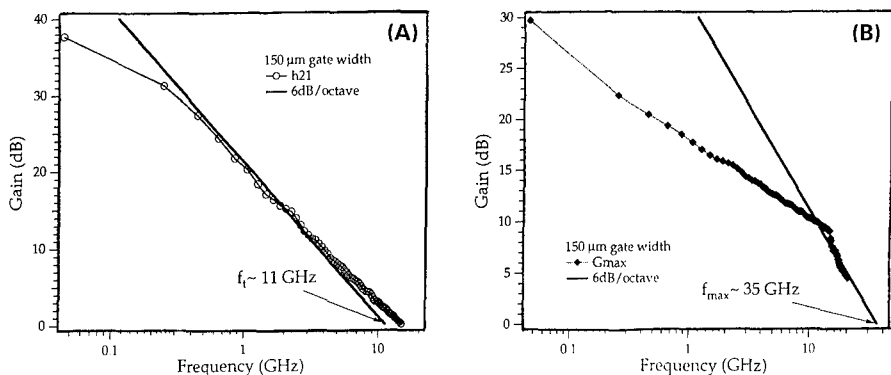 (A)
40
30
20
10
0
Gain (dB)
150 μm gate width
h21
6dB/octave
fₜ~ 11 GHz
0.1
1
10
Frequency (GHz)
(B)
30
25
20
15
10
5
0
Gain (dB)
150 μm gate width
Gmax
6dB/octave
fmax~ 35 GHz
0.1
1
10
Frequency (GHz)